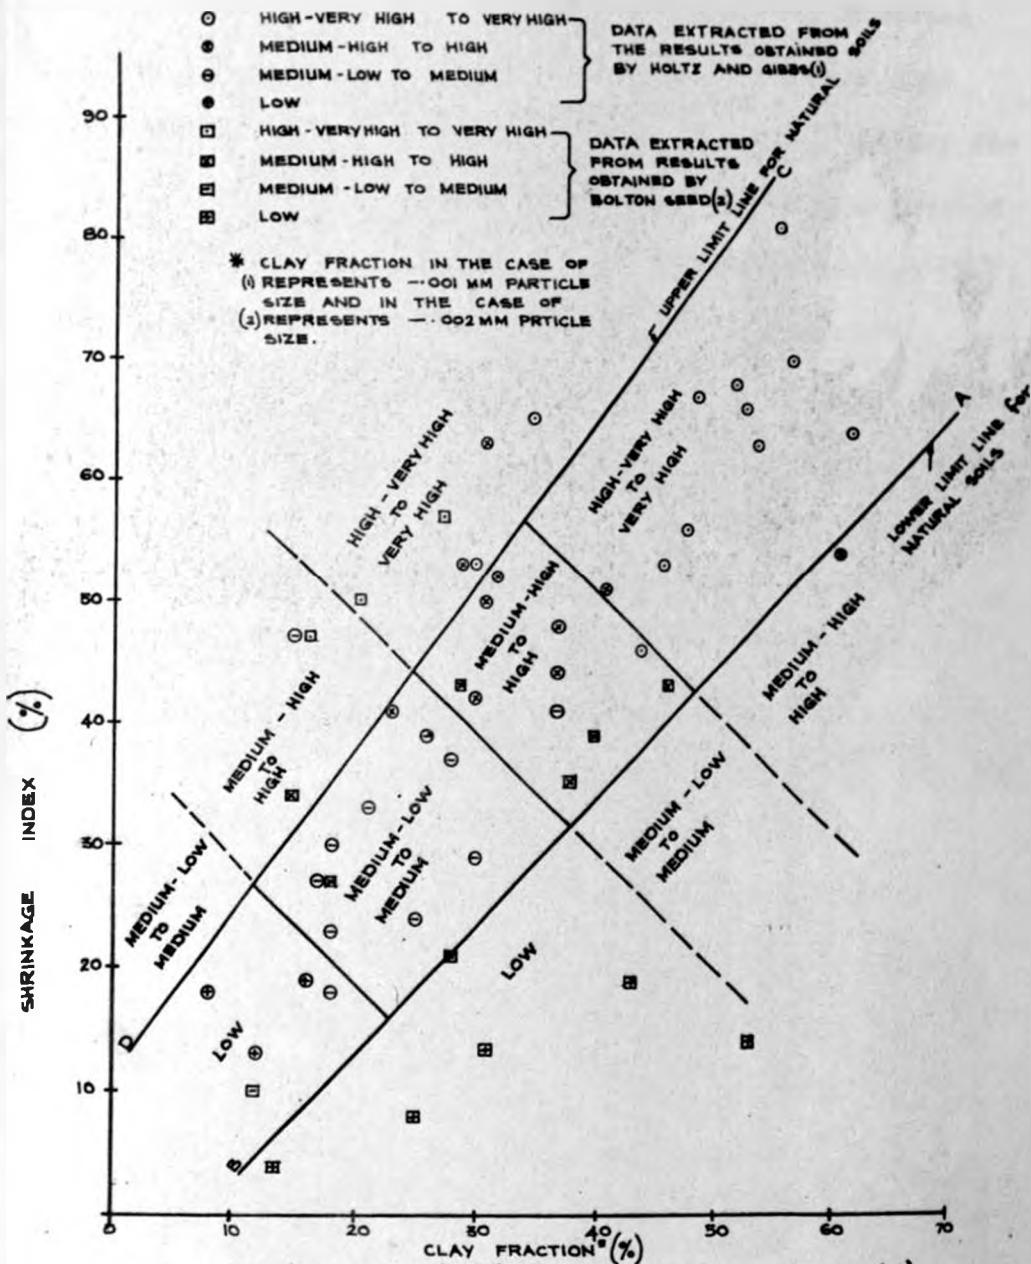 HIGH-VERY HIGH TO VERY HIGH
MEDIUM-HIGH TO HIGH
MEDIUM-LOW TO MEDIUM
LOW
DATA EXTRACTED FROM
THE RESULTS OBTAINED
BY HOLTZ AND GIBBS(1)
HIGH-VERY HIGH TO VERY HIGH
MEDIUM-HIGH TO HIGH
MEDIUM-LOW TO MEDIUM
LOW
DATA EXTRACTED
FROM RESULTS
OBTAINED BY
BOLTON SEED(2)
* CLAY FRACTION IN THE CASE OF
(1) REPRESENTS -.001 MM PARTICLE
SIZE AND IN THE CASE OF
(2) REPRESENTS -.002 MM PRTICLE
SIZE.
UPPER LIMIT LINE FOR NATURAL SOILS
C
A
LOWER LIMIT LINE for
NATURAL SOILS
HIGH-VERY HIGH
TO
VERY HIGH
HIGH-VERY HIGH
TO
VERY HIGH
MEDIUM-HIGH
TO
HIGH
MEDIUM-HIGH
TO
HIGH
MEDIUM-HIGH
TO
HIGH
MEDIUM-LOW
TO
MEDIUM
MEDIUM-LOW
TO
MEDIUM
MEDIUM-LOW
TO
MEDIUM
LOW
LOW
D
B
90
80
70
60
50
40
30
20
10
SHRINKAGE INDEX (%)
0 10 20 30 40 50 60 70
CLAY FRACTION* (%)